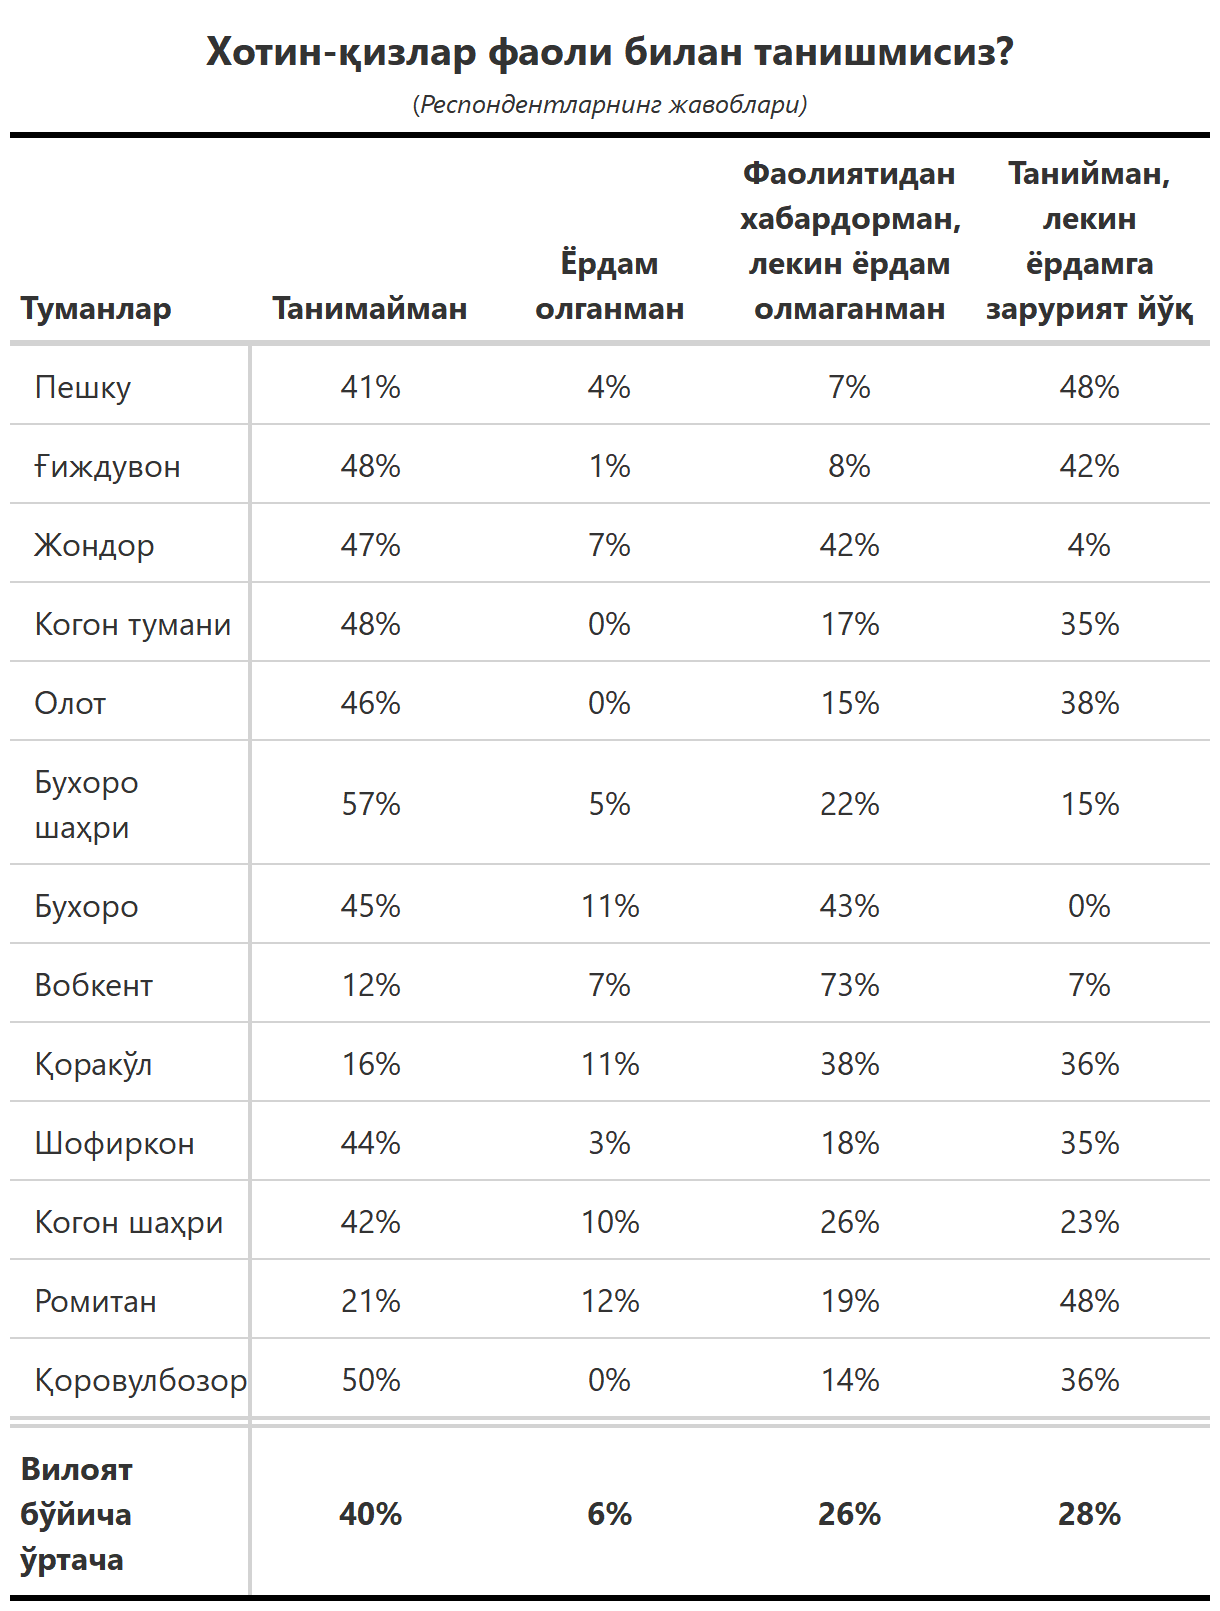 Хотин-қизлар фаоли билан танишмисиз?
(Респондентларнинг жавоблари)
Туманлар Танимайман Ёрдам олганман Фаолиятидан хабардорман, лекин ёрдам олмаганман Танийман, лекин ёрдамга зарурият йўқ
Пешку 41% 4% 7% 48%
Ғиждувон 48% 1% 8% 42%
Жондор 47% 7% 42% 4%
Когон тумани 48% 0% 17% 35%
Олот 46% 0% 15% 38%
Бухоро шаҳри 57% 5% 22% 15%
Бухоро 45% 11% 43% 0%
Вобкент 12% 7% 73% 7%
Қоракўл 16% 11% 38% 36%
Шофиркон 44% 3% 18% 35%
Когон шаҳри 42% 10% 26% 23%
Ромитан 21% 12% 19% 48%
Қоровулбозор 50% 0% 14% 36%
Вилоят бўйича ўртача 40% 6% 26% 28%